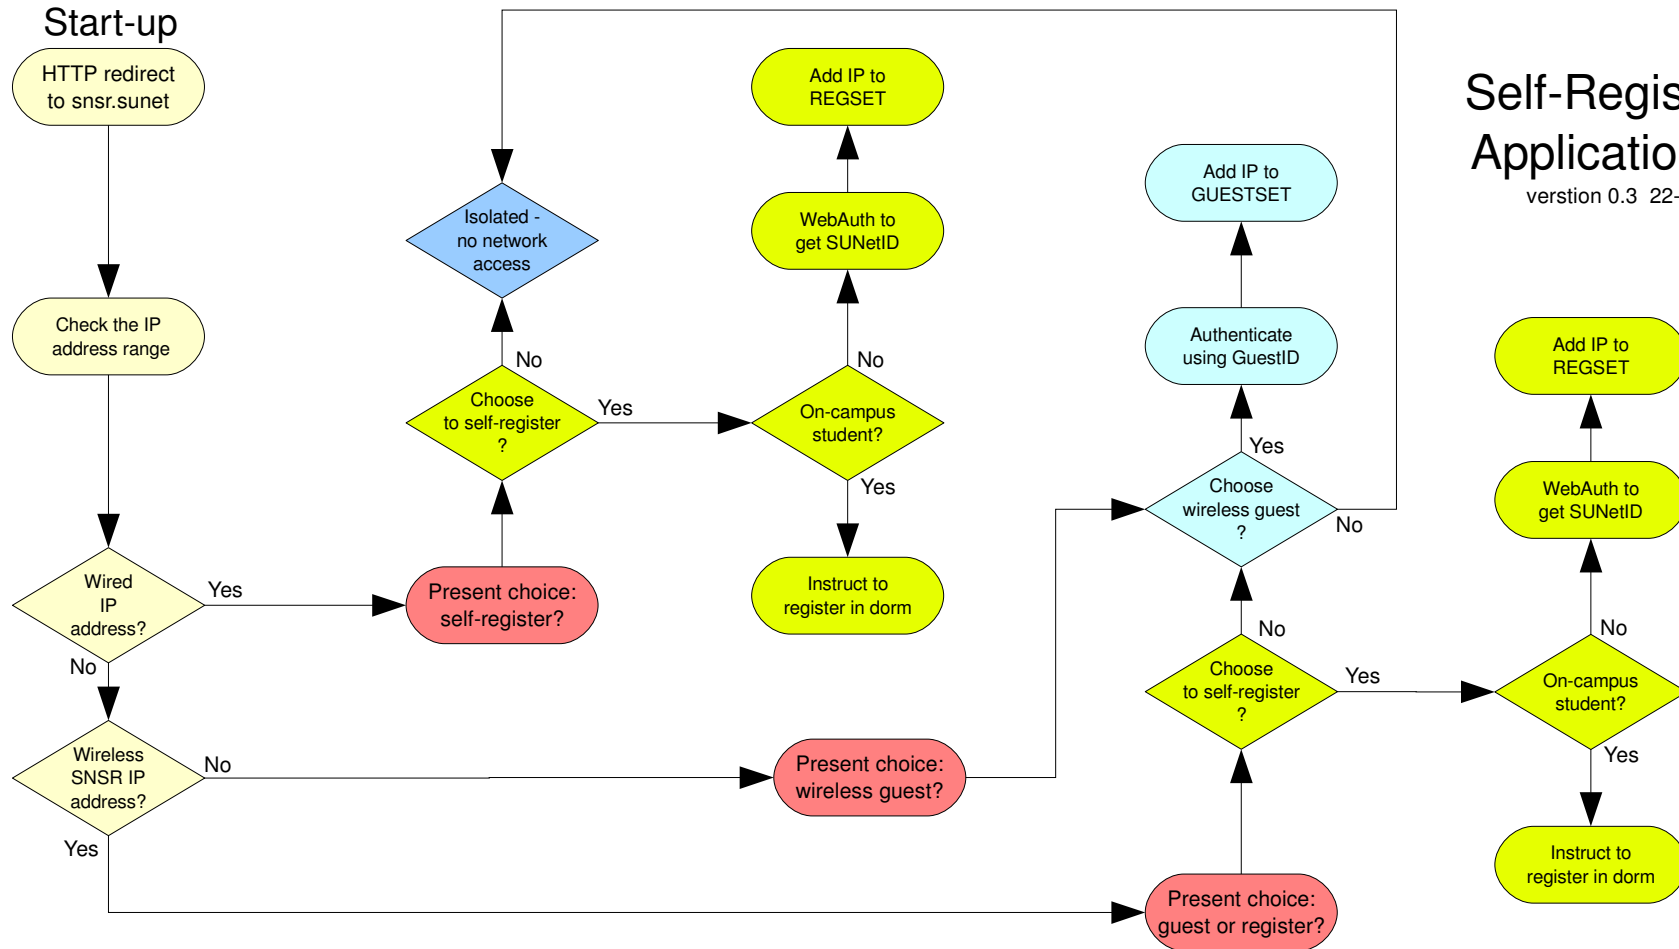 Start-up
HTTP redirect
to snsr.sunet
Check the IP
address range
Wired
IP
address?
Yes
No
Wireless
SNSR IP
address?
No
Yes
Isolated -
no network
access
No
Choose
to self-register
?
Yes
Present choice:
self-register?
Add IP to
REGSET
WebAuth to
get SUNetID
No
On-campus
student?
Yes
Instruct to
register in dorm
Present choice:
wireless guest?
Add IP to
GUESTSET
Authenticate
using GuestID
Yes
Choose
wireless guest
?
No
No
Choose
to self-register
?
Yes
Present choice:
guest or register?
Self-Regis
Applicatio
verstion 0.3 22-
Add IP to
REGSET
WebAuth to
get SUNetID
No
On-campus
student?
Yes
Instruct to
register in dorm